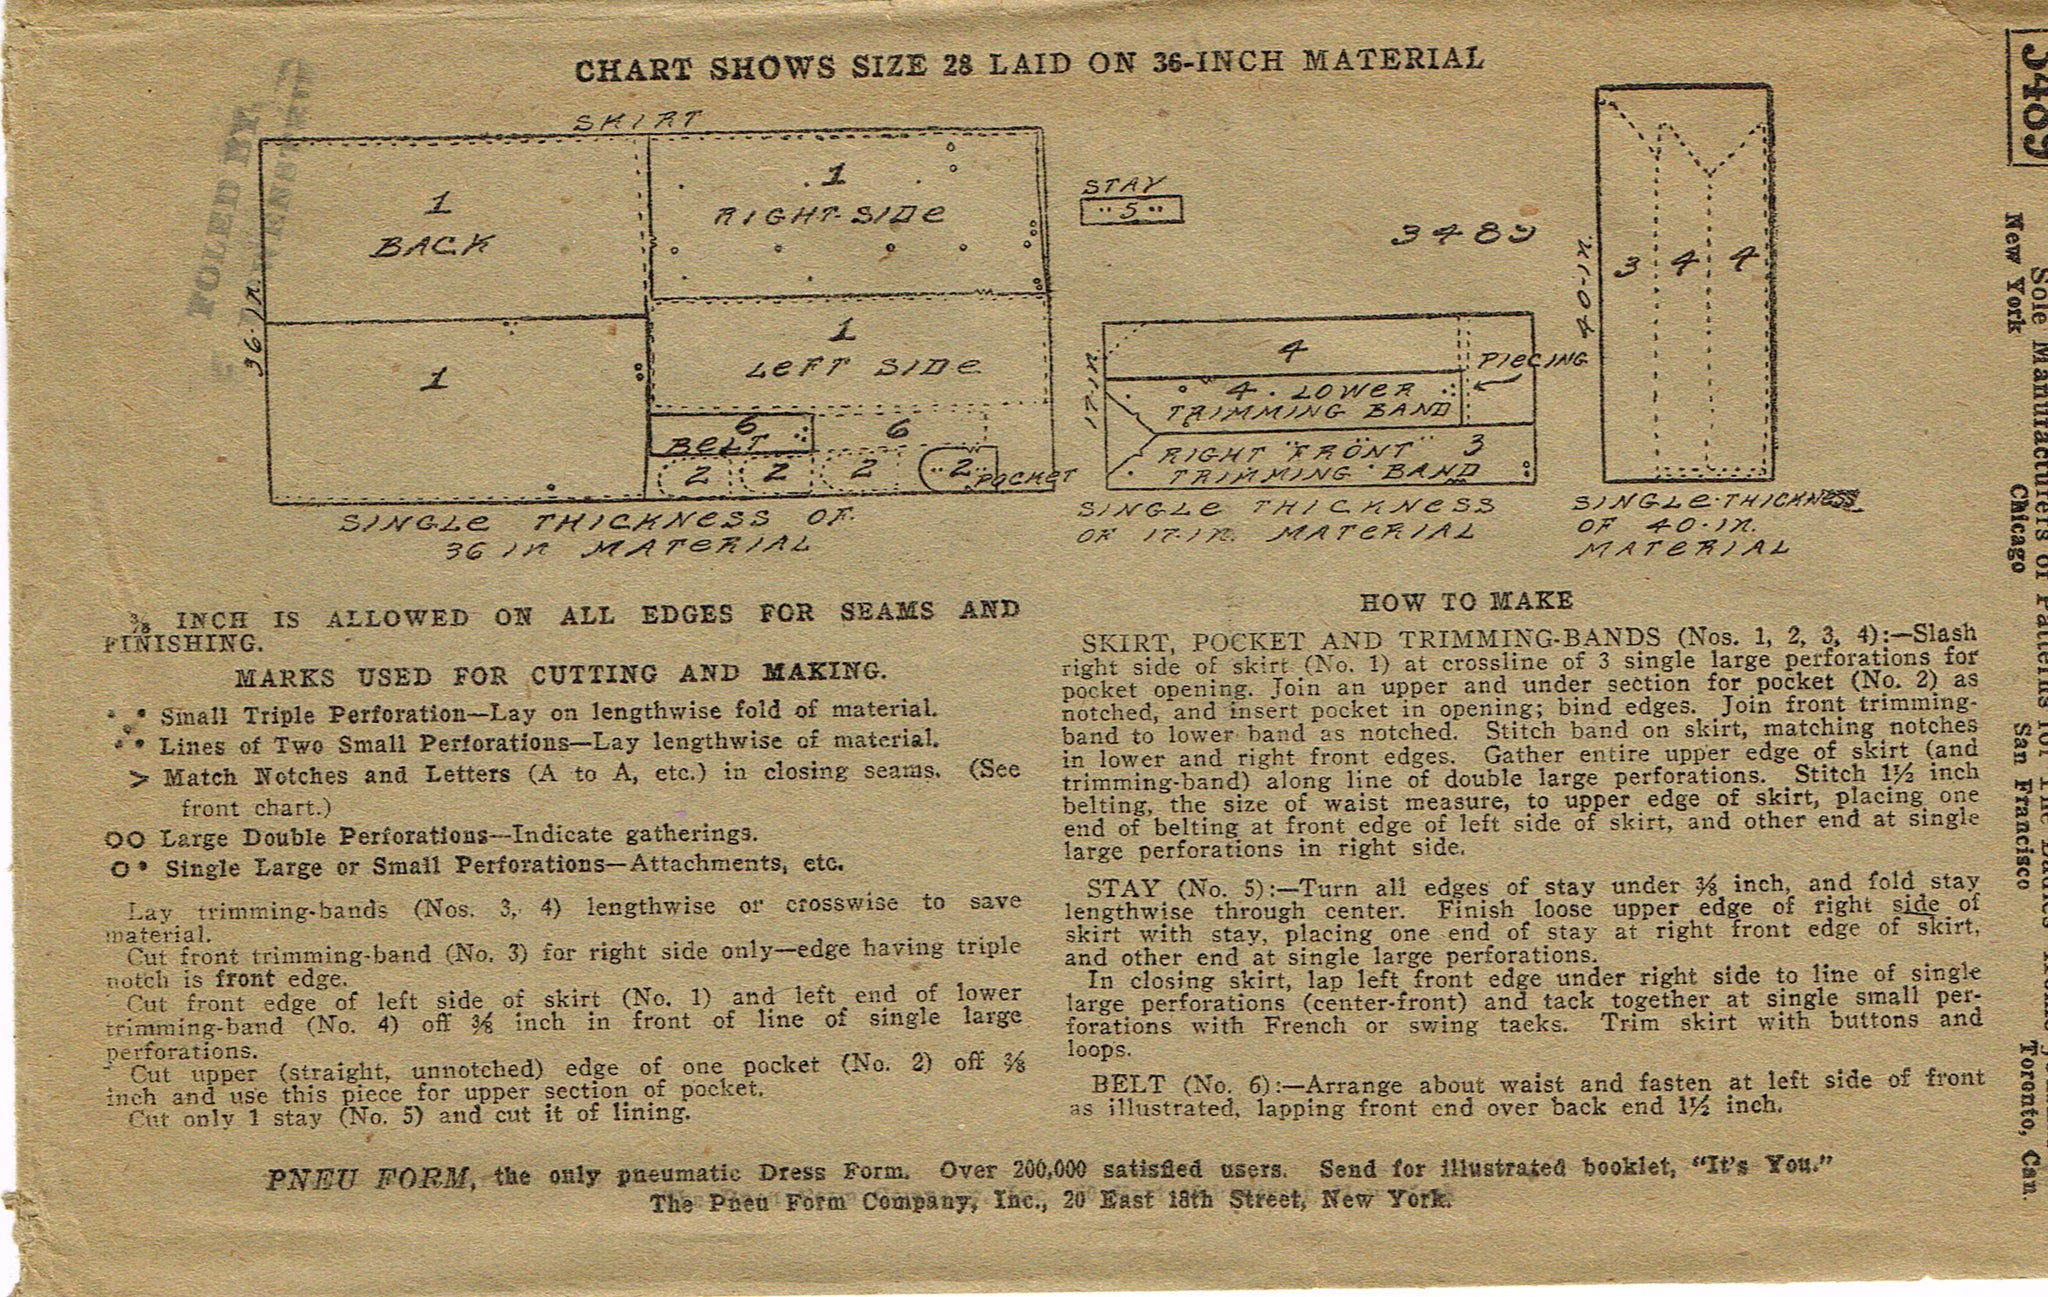 CHART SHOWS SIZE 28 LAID ON 36-INCH MATERIAL
SKIRT
1
BACK
1
RIGHT-SIDE
36-IN.
1
1
LEFT SIDE
6
BELT
6
2
2
2
2
POCKET
SINGLE THICKNESS OF
36 IN MATERIAL
STAY
5
3489
17-IN
4
PIECING
4. LOWER
TRIMMING BAND
RIGHT FRONT 3
TRIMMING BAND
SINGLE THICKNESS
OF 17-IN. MATERIAL
40-IN.
3 4 4
SINGLE-THICKNESS
OF 40-IN.
MATERIAL
⅜ INCH IS ALLOWED ON ALL EDGES FOR SEAMS AND
FINISHING.
MARKS USED FOR CUTTING AND MAKING.
Small Triple Perforation—Lay on lengthwise fold of material.
Lines of Two Small Perforations—Lay lengthwise of material.
> Match Notches and Letters (A to A, etc.) in closing seams. (See
front chart.)
Large Double Perforations—Indicate gatherings.
Single Large or Small Perforations—Attachments, etc.
Lay trimming-bands (Nos. 3, 4) lengthwise or crosswise to save
material.
Cut front trimming-band (No. 3) for right side only—edge having triple
notch is front edge.
Cut front edge of left side of skirt (No. 1) and left end of lower
trimming-band (No. 4) off ⅜ inch in front of line of single large
perforations.
Cut upper (straight, unnotched) edge of one pocket (No. 2) off ⅜
inch and use this piece for upper section of pocket.
Cut only 1 stay (No. 5) and cut it of lining.
HOW TO MAKE
SKIRT, POCKET AND TRIMMING-BANDS (Nos. 1, 2, 3, 4):—Slash
right side of skirt (No. 1) at crossline of 3 single large perforations for
pocket opening. Join an upper and under section for pocket (No. 2) as
notched, and insert pocket in opening; bind edges. Join front trimming-
band to lower band as notched. Stitch band on skirt, matching notches
in lower and right front edges. Gather entire upper edge of skirt (and
trimming-band) along line of double large perforations. Stitch 1½ inch
belting, the size of waist measure, to upper edge of skirt, placing one
end of belting at front edge of left side of skirt, and other end at single
large perforations in right side.
STAY (No. 5):—Turn all edges of stay under ⅜ inch, and fold stay
lengthwise through center. Finish loose upper edge of right side of
skirt with stay, placing one end of stay at right front edge of skirt,
and other end at single large perforations.
In closing skirt, lap left front edge under right side to line of single
large perforations (center-front) and tack together at single small per-
forations with French or swing tacks. Trim skirt with buttons and
loops.
BELT (No. 6):—Arrange about waist and fasten at left side of front
as illustrated, lapping front end over back end 1½ inch.
PNEU FORM, the only pneumatic Dress Form. Over 200,000 satisfied users. Send for illustrated booklet, "It's You."
The Pneu Form Company, Inc., 20 East 18th Street, New York.
3489
Sole Manufacturers of Patterns for The Ladies'
New York Chicago San Francisco Toronto, Can.